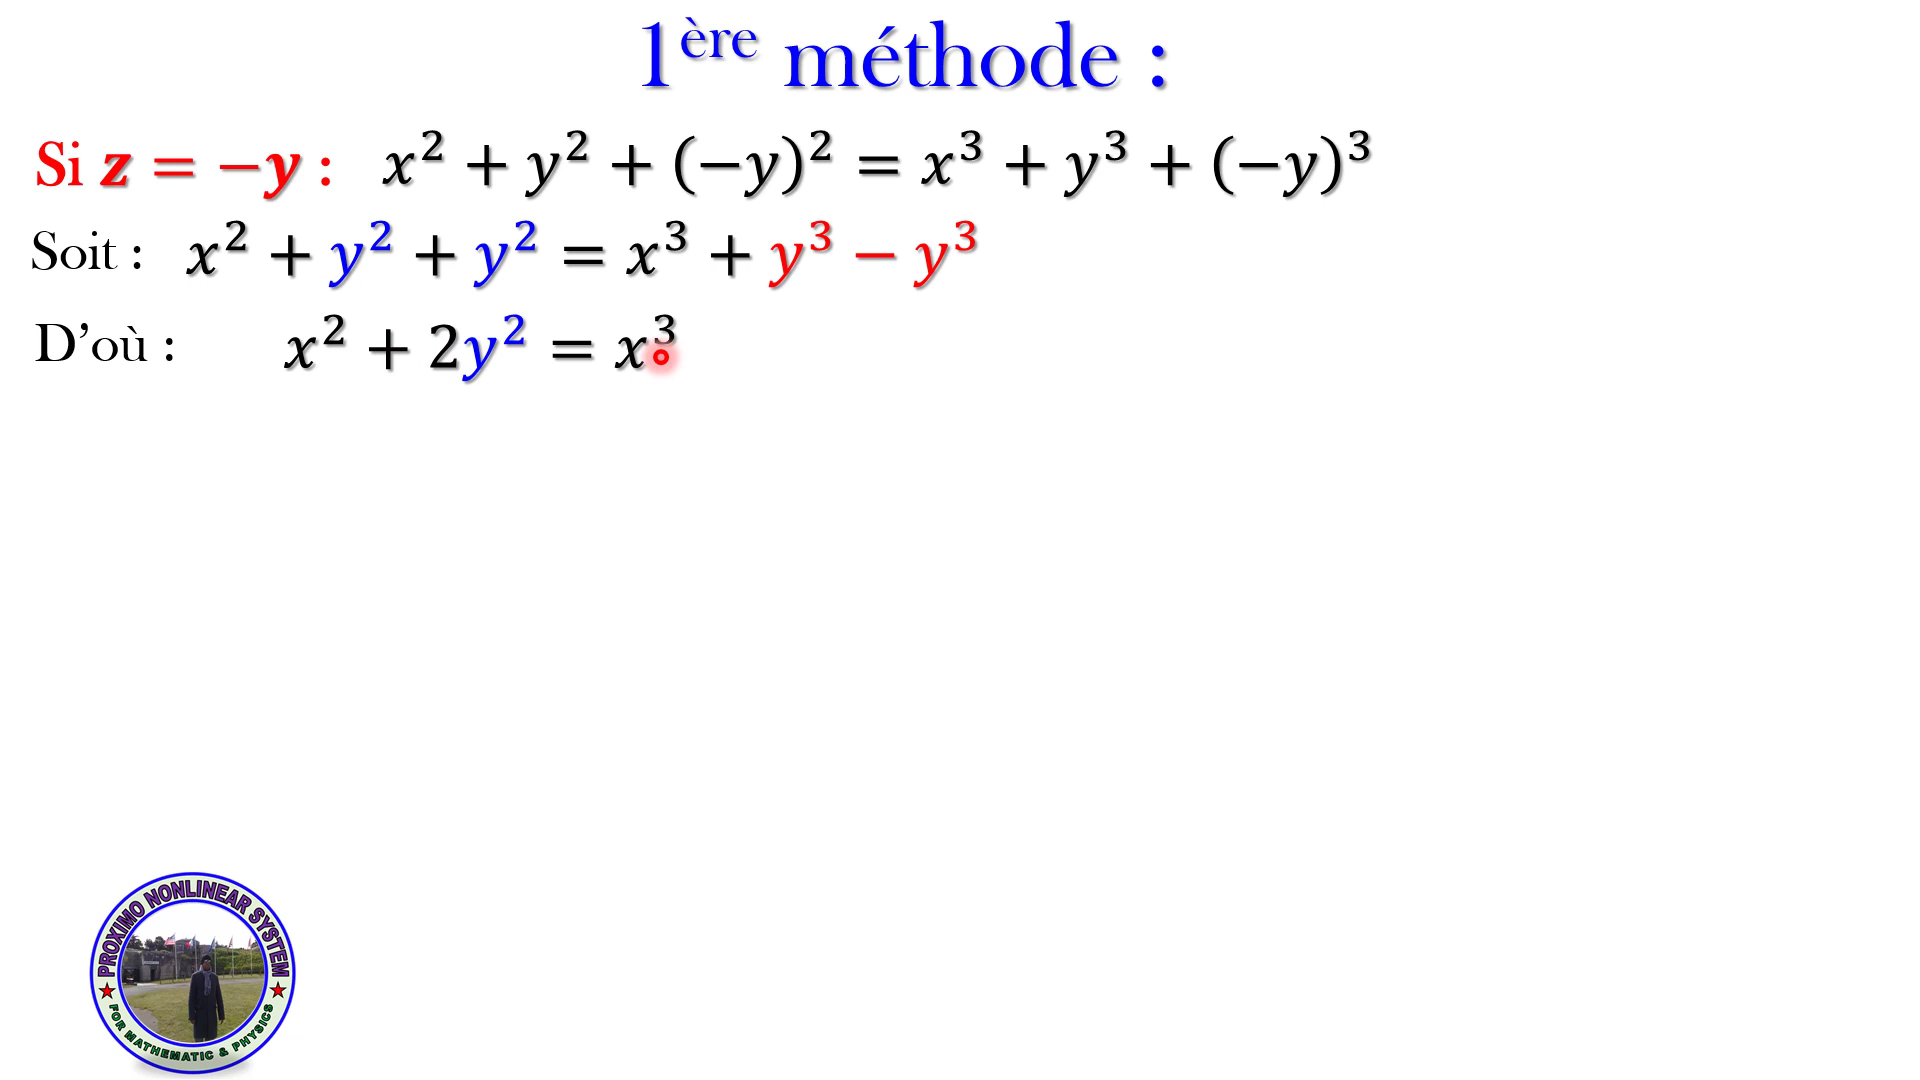 1ère méthode :
Si z = −y : x² + y² + (−y)² = x³ + y³ + (−y)³
Soit : x² + y² + y² = x³ + y³ − y³
D’où : x² + 2y² = x³
PROXIMO NONLINEAR SYSTEM
FOR MATHEMATIC & PHYSICS